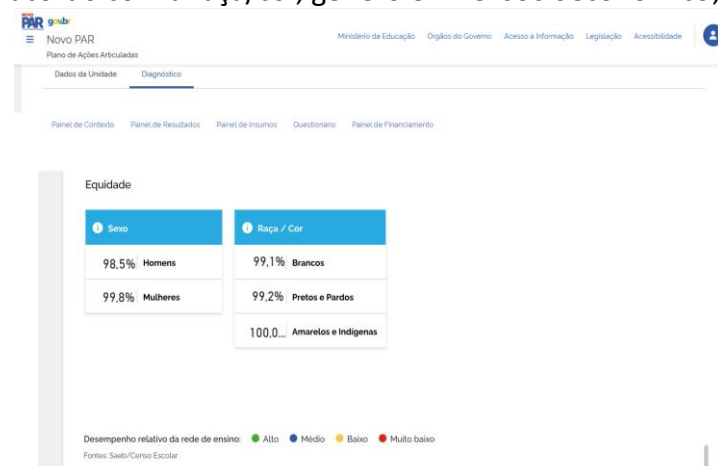 Novo PAR
Plano de Ações Articuladas
Ministério da Educação Órgãos do Governo Acesso à Informação Legislação Acessibilidade
Dados da Unidade Diagnóstico
Painel de Contexto Painel de Resultados Painel de Insumos Questionário Painel de Financiamento
Equidade
Sexo
98,5% Homens
99,8% Mulheres
Raça / Cor
99,1% Brancos
99,2% Pretos e Pardos
100,0... Amarelos e Indígenas
Desempenho relativo da rede de ensino: Alto Médio Baixo Muito baixo
Fontes: Saeb/Censo Escolar